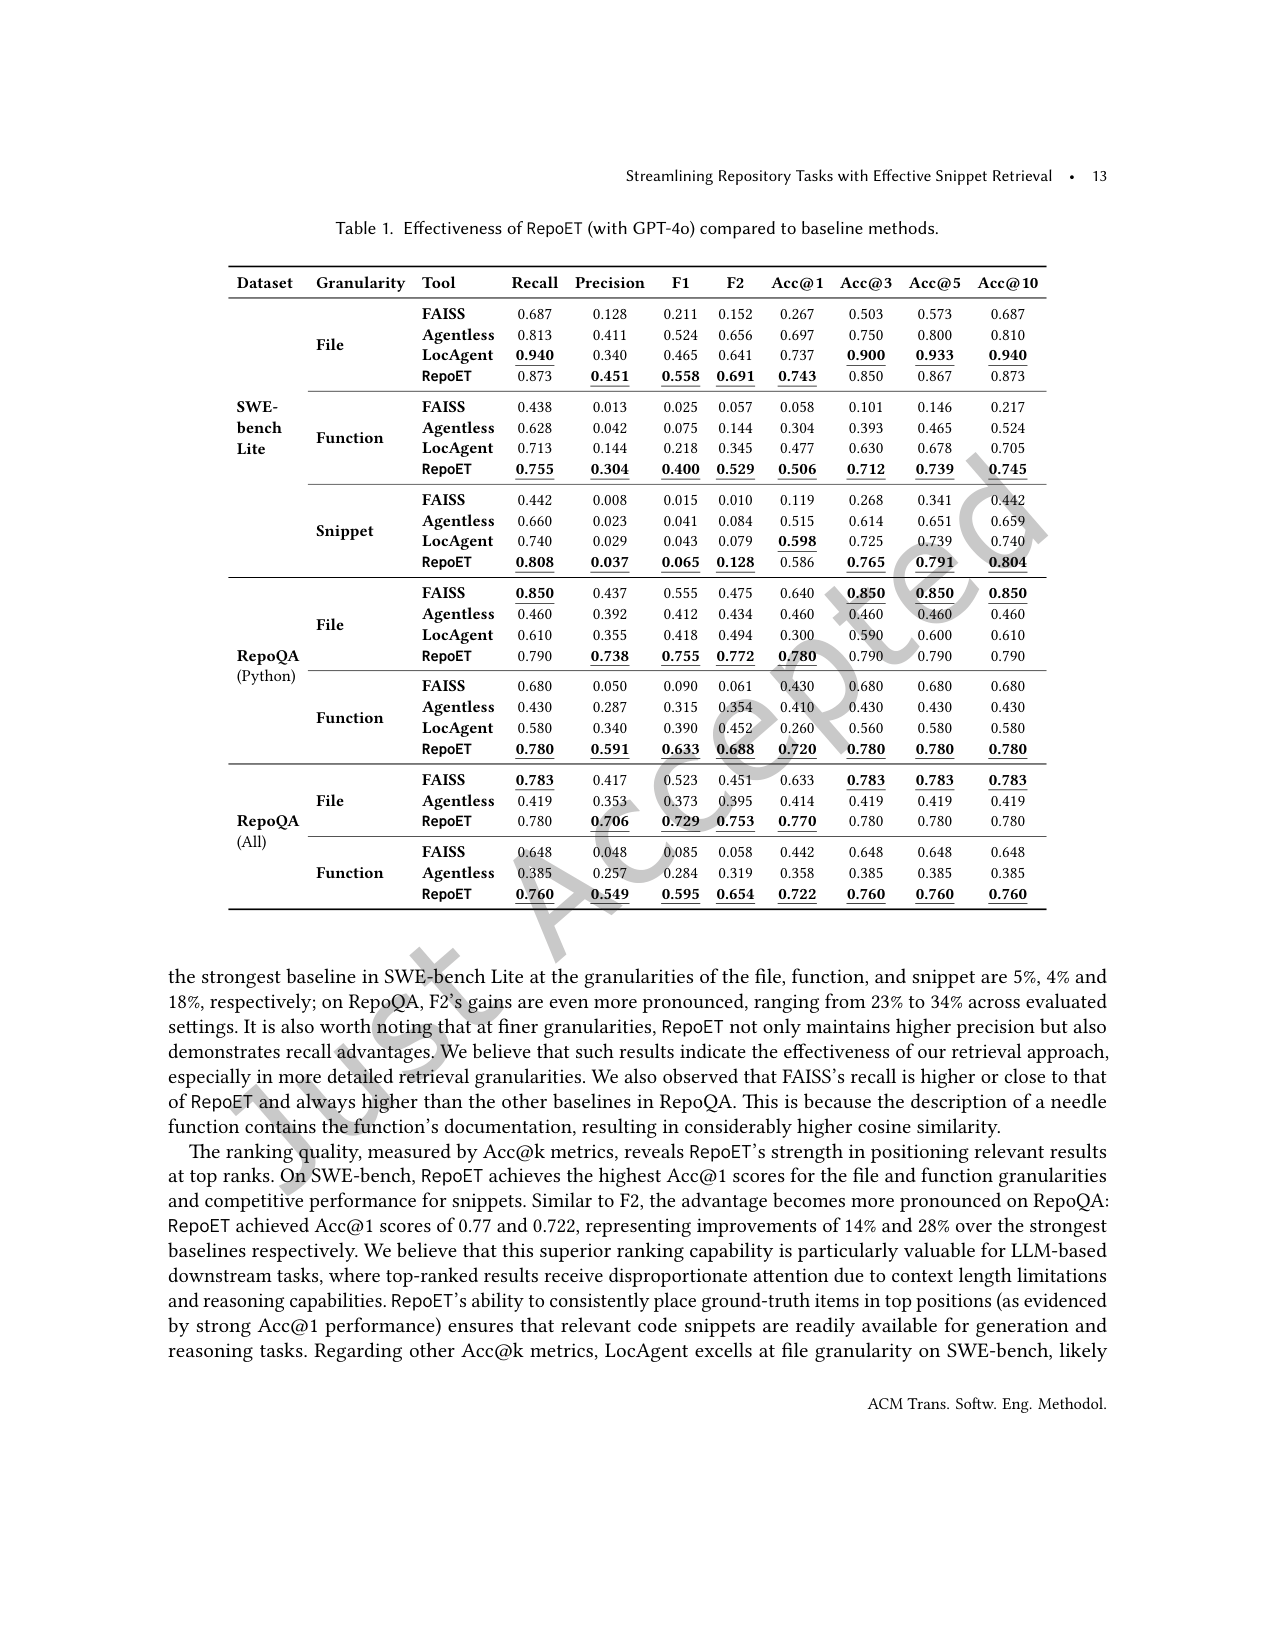 Streamlining Repository Tasks with Effective Snippet Retrieval • 13
Table 1. Effectiveness of RepoET (with GPT-4o) compared to baseline methods.
Dataset Granularity Tool Recall Precision F1 F2 Acc@1 Acc@3 Acc@5 Acc@10
SWE-bench Lite
File
FAISS 0.687 0.128 0.211 0.152 0.267 0.503 0.573 0.687
Agentless 0.813 0.411 0.524 0.656 0.697 0.750 0.800 0.810
LocAgent 0.940 0.340 0.465 0.641 0.737 0.900 0.933 0.940
RepoET 0.873 0.451 0.558 0.691 0.743 0.850 0.867 0.873
Function
FAISS 0.438 0.013 0.025 0.057 0.058 0.101 0.146 0.217
Agentless 0.628 0.042 0.075 0.144 0.304 0.393 0.465 0.524
LocAgent 0.713 0.144 0.218 0.345 0.477 0.630 0.678 0.705
RepoET 0.755 0.304 0.400 0.529 0.506 0.712 0.739 0.745
Snippet
FAISS 0.442 0.008 0.015 0.010 0.119 0.268 0.341 0.442
Agentless 0.660 0.023 0.041 0.084 0.515 0.614 0.651 0.659
LocAgent 0.740 0.029 0.043 0.079 0.598 0.725 0.739 0.740
RepoET 0.808 0.037 0.065 0.128 0.586 0.765 0.791 0.804
RepoQA (Python)
File
FAISS 0.850 0.437 0.555 0.475 0.640 0.850 0.850 0.850
Agentless 0.460 0.392 0.412 0.434 0.460 0.460 0.460 0.460
LocAgent 0.610 0.355 0.418 0.494 0.300 0.590 0.600 0.610
RepoET 0.790 0.738 0.755 0.772 0.780 0.790 0.790 0.790
Function
FAISS 0.680 0.050 0.090 0.061 0.430 0.680 0.680 0.680
Agentless 0.430 0.287 0.315 0.354 0.410 0.430 0.430 0.430
LocAgent 0.580 0.340 0.390 0.452 0.260 0.560 0.580 0.580
RepoET 0.780 0.591 0.633 0.688 0.720 0.780 0.780 0.780
RepoQA (All)
File
FAISS 0.783 0.417 0.523 0.451 0.633 0.783 0.783 0.783
Agentless 0.419 0.353 0.373 0.395 0.414 0.419 0.419 0.419
RepoET 0.780 0.706 0.729 0.753 0.770 0.780 0.780 0.780
Function
FAISS 0.648 0.048 0.085 0.058 0.442 0.648 0.648 0.648
Agentless 0.385 0.257 0.284 0.319 0.358 0.385 0.385 0.385
RepoET 0.760 0.549 0.595 0.654 0.722 0.760 0.760 0.760
the strongest baseline in SWE-bench Lite at the granularities of the file, function, and snippet are 5%, 4% and
18%, respectively; on RepoQA, F2's gains are even more pronounced, ranging from 23% to 34% across evaluated
settings. It is also worth noting that at finer granularities, RepoET not only maintains higher precision but also
demonstrates recall advantages. We believe that such results indicate the effectiveness of our retrieval approach,
especially in more detailed retrieval granularities. We also observed that FAISS's recall is higher or close to that
of RepoET and always higher than the other baselines in RepoQA. This is because the description of a needle
function contains the function's documentation, resulting in considerably higher cosine similarity.
The ranking quality, measured by Acc@k metrics, reveals RepoET's strength in positioning relevant results
at top ranks. On SWE-bench, RepoET achieves the highest Acc@1 scores for the file and function granularities
and competitive performance for snippets. Similar to F2, the advantage becomes more pronounced on RepoQA:
RepoET achieved Acc@1 scores of 0.77 and 0.722, representing improvements of 14% and 28% over the strongest
baselines respectively. We believe that this superior ranking capability is particularly valuable for LLM-based
downstream tasks, where top-ranked results receive disproportionate attention due to context length limitations
and reasoning capabilities. RepoET's ability to consistently place ground-truth items in top positions (as evidenced
by strong Acc@1 performance) ensures that relevant code snippets are readily available for generation and
reasoning tasks. Regarding other Acc@k metrics, LocAgent excells at file granularity on SWE-bench, likely
ACM Trans. Softw. Eng. Methodol.
Just Accepted